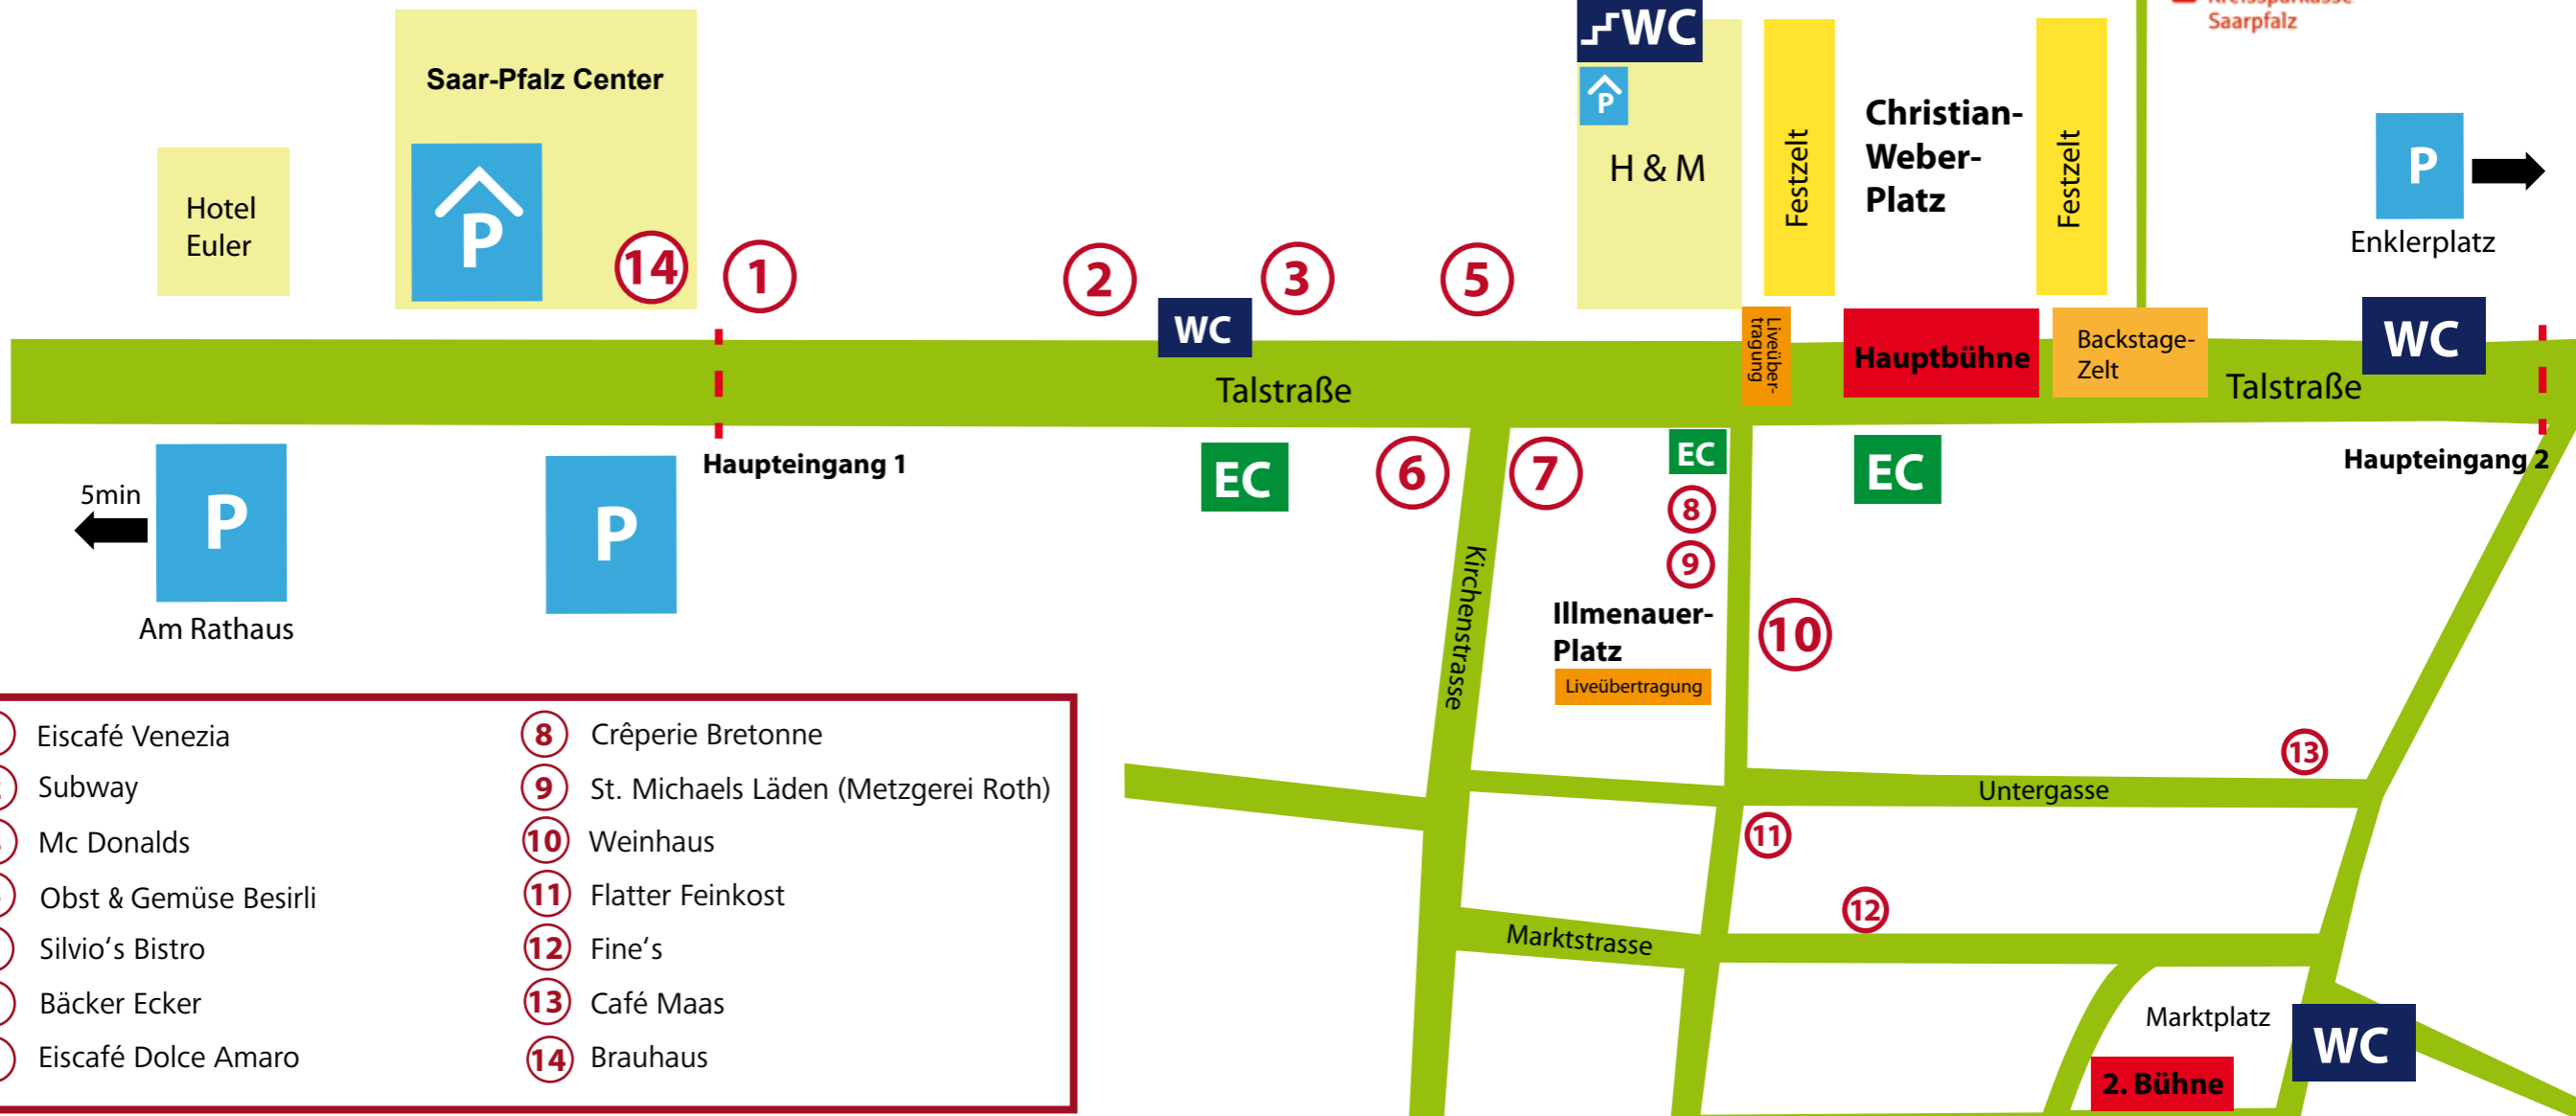 Saarpfalz
Saar-Pfalz Center
WC
P
H & M
Festzelt
Christian-
Weber-
Platz
Festzelt
P
Enklerplatz
Hotel
Euler
P
14
1
2
3
5
WC
Liveüber-
tragung
Hauptbühne
Backstage-
Zelt
WC
Talstraße
Talstraße
Haupteingang 1
Haupteingang 2
5min
P
Am Rathaus
P
EC
6
7
EC
EC
8
9
Kirchenstrasse
Illmenauer-
Platz
Liveübertragung
10
13
Untergasse
11
12
Marktstrasse
Marktplatz
WC
2. Bühne
Eiscafé Venezia
Subway
Mc Donalds
Obst & Gemüse Besirli
Silvio‘s Bistro
Bäcker Ecker
Eiscafé Dolce Amaro
8 Crêperie Bretonne
9 St. Michaels Läden (Metzgerei Roth)
10 Weinhaus
11 Flatter Feinkost
12 Fine‘s
13 Café Maas
14 Brauhaus